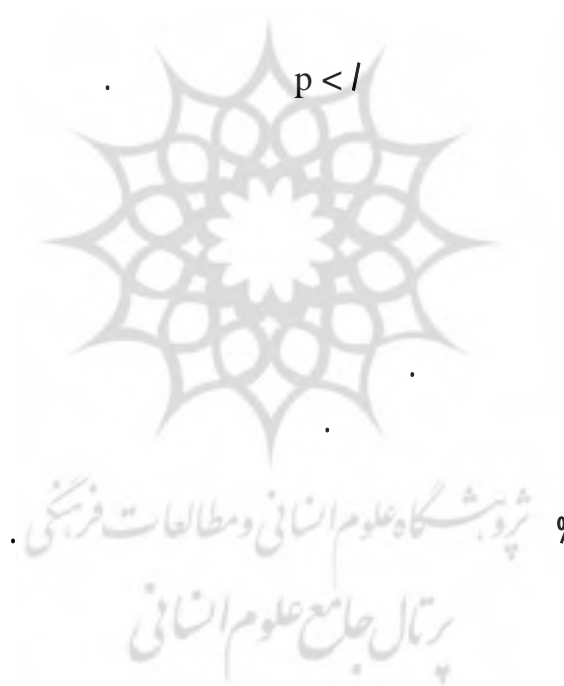 p < /
.
.
.
پژوهشگاه علوم انسانی و مطالعات فرهنگی %
.
پرتال جامع علوم انسانی